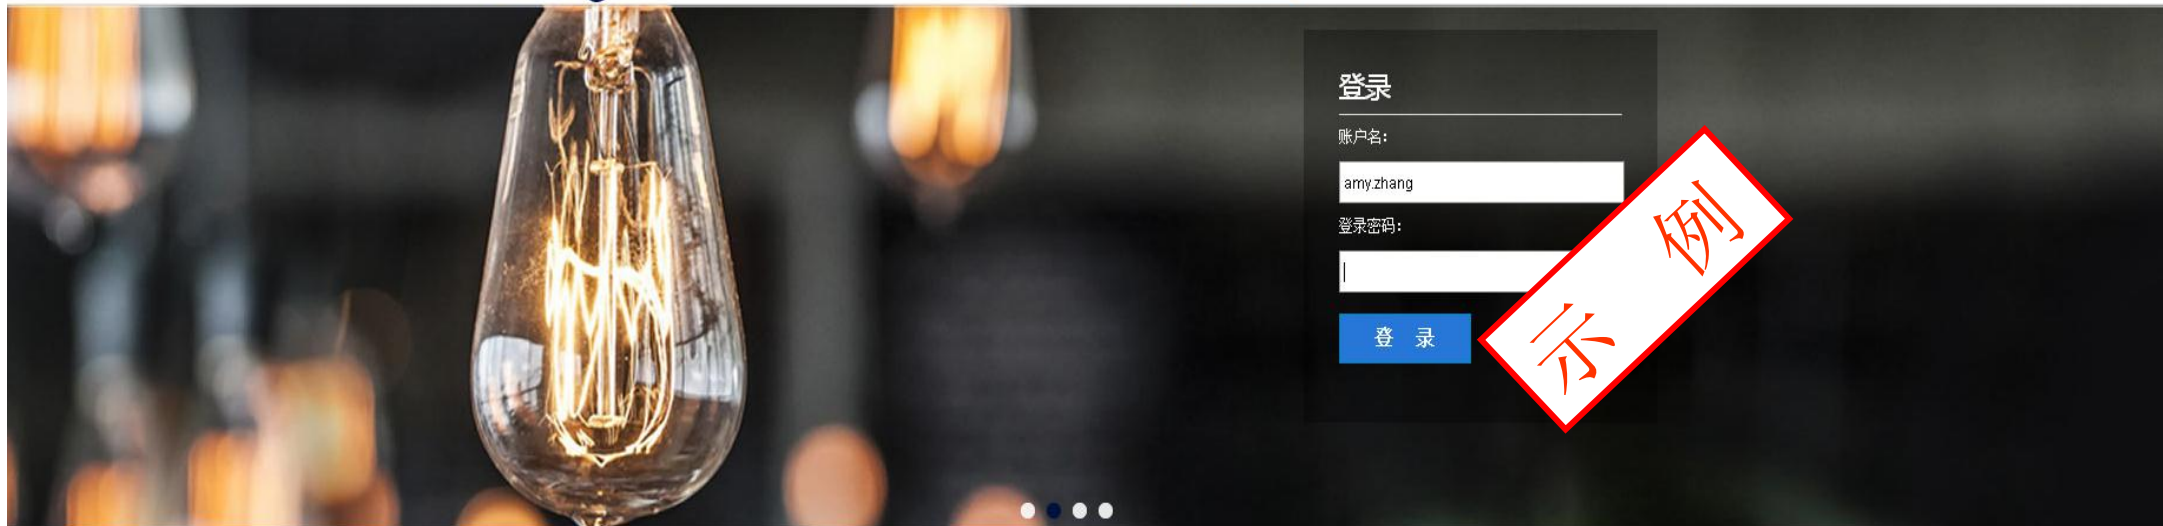 登录
账户名：
amy.zhang
登录密码：
登 录
示 例